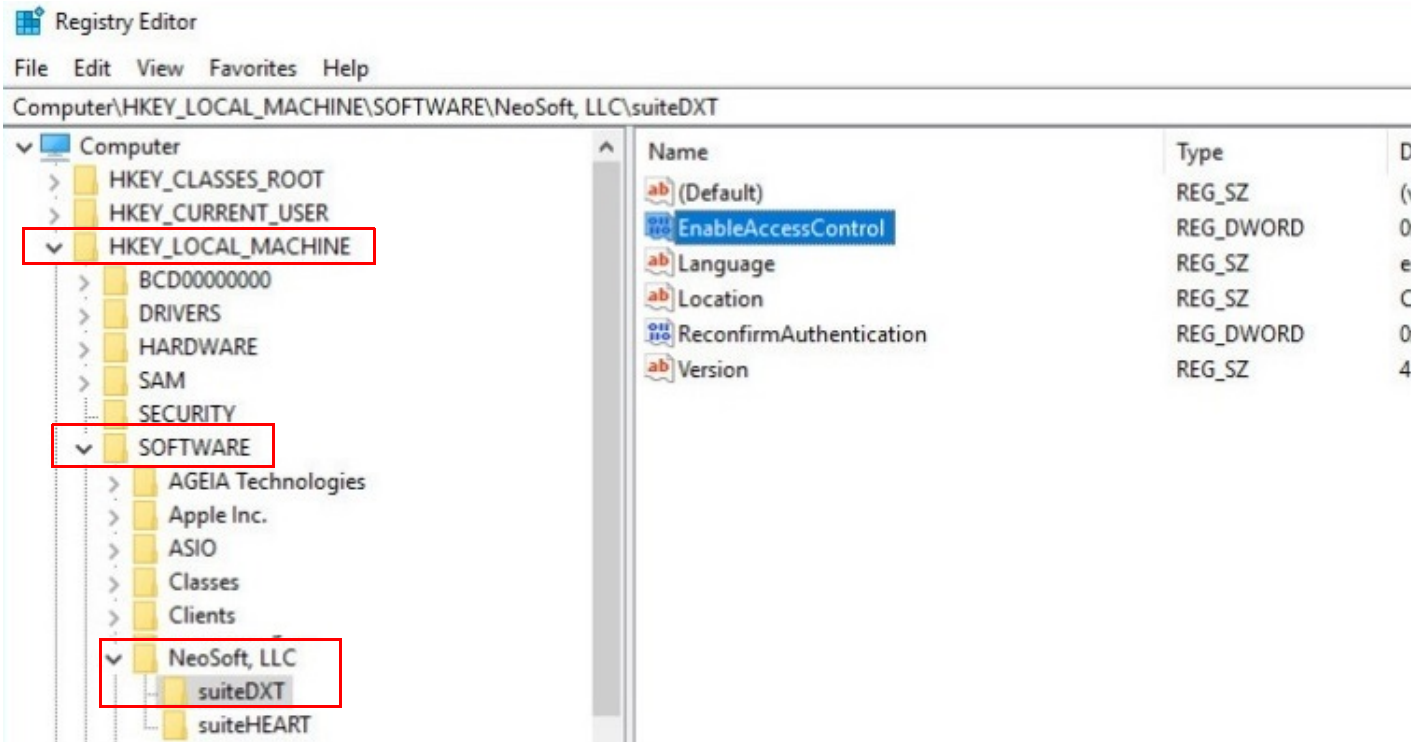 Registry Editor
File Edit View Favorites Help
Computer\HKEY_LOCAL_MACHINE\SOFTWARE\NeoSoft, LLC\suiteDXT
Computer
HKEY_CLASSES_ROOT
HKEY_CURRENT_USER
HKEY_LOCAL_MACHINE
BCD00000000
DRIVERS
HARDWARE
SAM
SECURITY
SOFTWARE
AGEIA Technologies
Apple Inc.
ASIO
Classes
Clients
NeoSoft, LLC
suiteDXT
suiteHEART
Name Type
(Default) REG_SZ
EnableAccessControl REG_DWORD
Language REG_SZ
Location REG_SZ
ReconfirmAuthentication REG_DWORD
Version REG_SZ